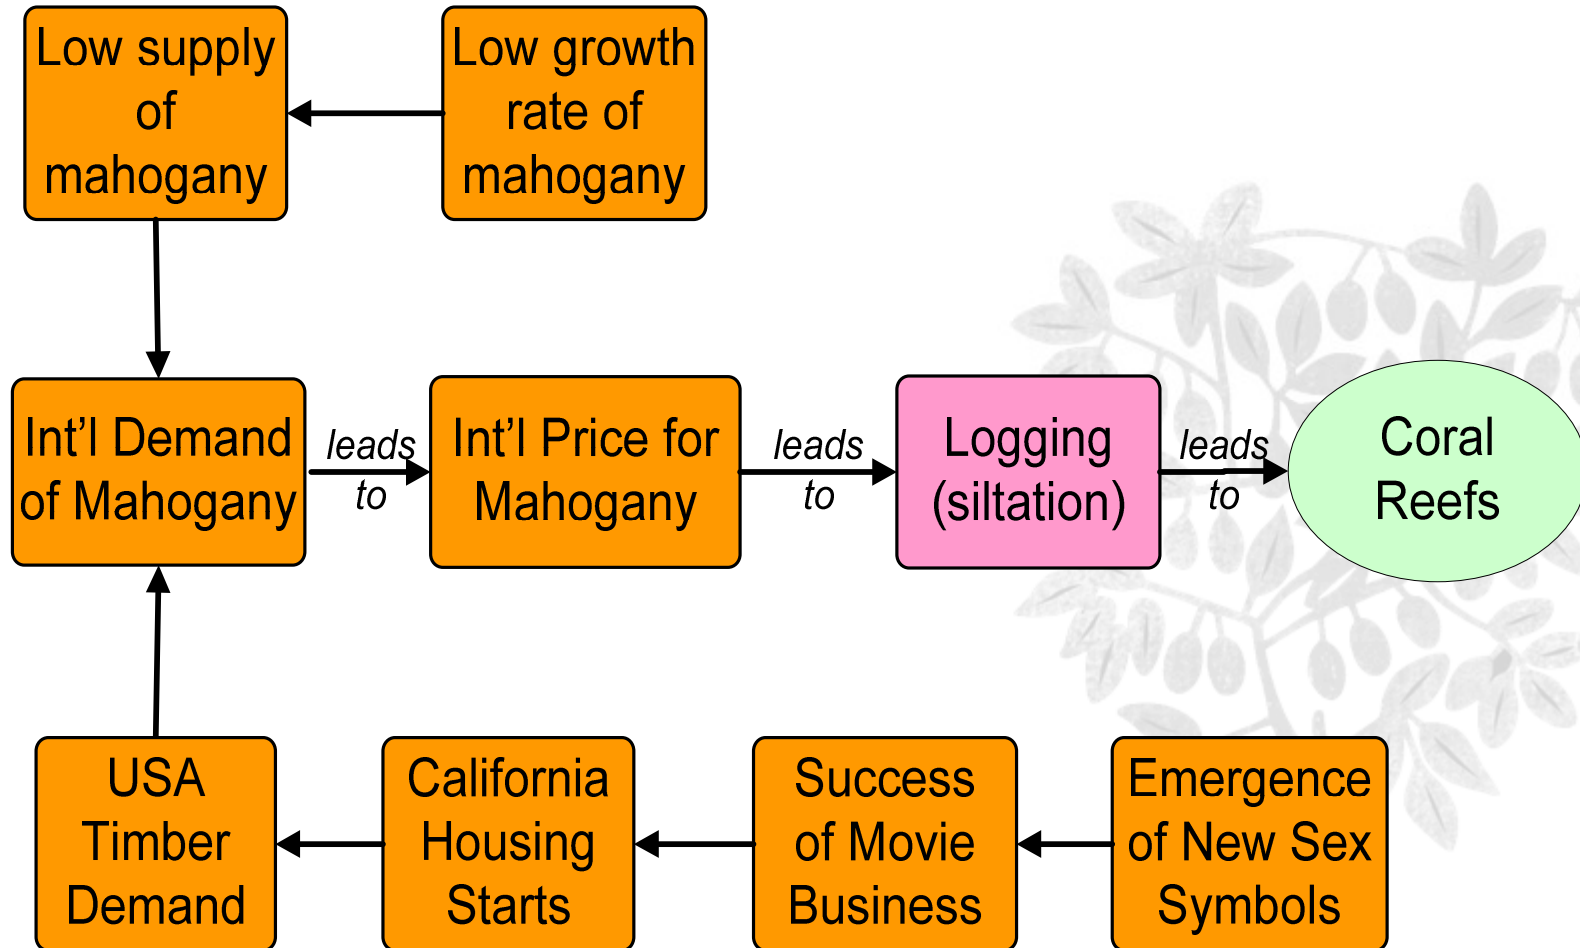 Low supply
of
mahogany
Low growth
rate of
mahogany
Int'l Demand
of Mahogany
leads
to
Int'l Price for
Mahogany
leads
to
Logging
(siltation)
leads
to
Coral
Reefs
USA
Timber
Demand
California
Housing
Starts
Success
of Movie
Business
Emergence
of New Sex
Symbols